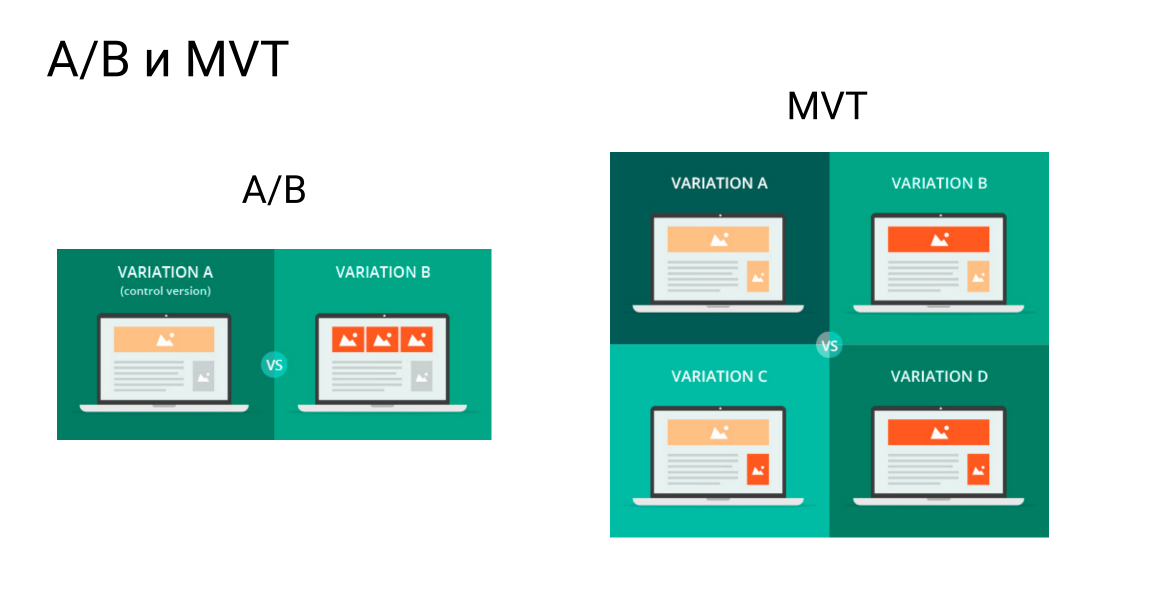 A/B и MVT
A/B
VARIATION A
(control version)
VS
VARIATION B
MVT
VARIATION A
VARIATION B
VS
VARIATION C
VARIATION D